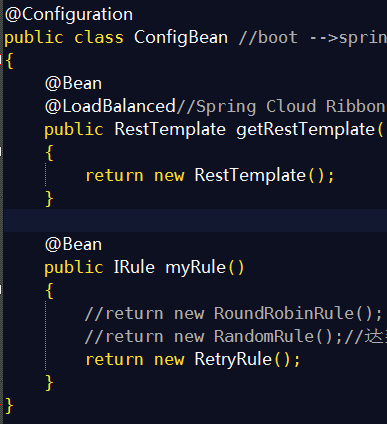 @Configuration
public class ConfigBean //boot -->sprin
{
@Bean
@LoadBalanced//Spring Cloud Ribbon
public RestTemplate getRestTemplate(
{
return new RestTemplate();
}
@Bean
public IRule myRule()
{
//return new RoundRobinRule();
//return new RandomRule();//达
return new RetryRule();
}
}